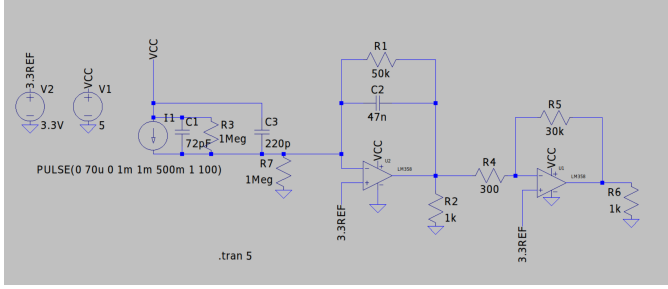 3.3REF
V2
3.3V
VCC
V1
5
VCC
I1
C1
72pF
R3
1Meg
C3
220p
PULSE(0 70u 0 1m 1m 500m 1 100)
R7
1Meg
R1
50k
C2
47n
VCC
U2
LM358
3.3REF
R2
1k
R4
300
R5
30k
VCC
U1
LM358
3.3REF
R6
1k
.tran 5